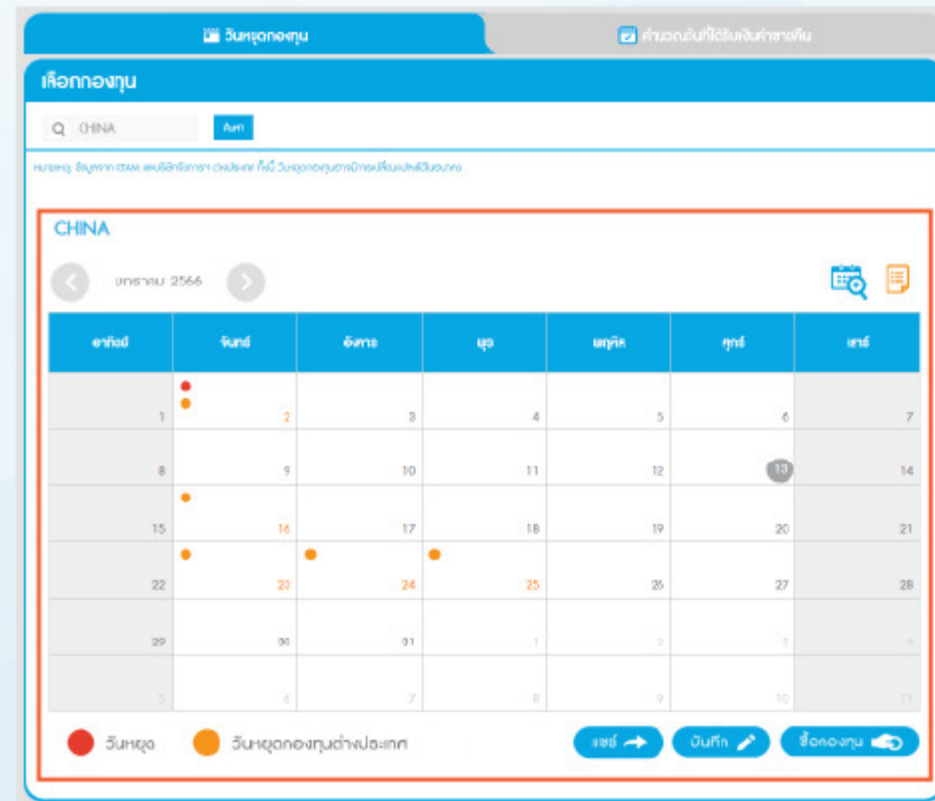 วันหยุดกองทุน
คำนวณวันที่ได้รับเงินค่าขายคืน
เลือกกองทุน
CHINA
ค้นหา
CHINA
มกราคม 2566
อาทิตย์ จันทร์ อังคาร พุธ พฤหัส ศุกร์ เสาร์
1 2 3 4 5 6 7
8 9 10 11 12 13 14
15 16 17 18 19 20 21
22 23 24 25 26 27 28
29 30 31 1 2 3 4
5 6 7 8 9 10 11
วันหยุด วันหยุดกองทุนต่างประเทศ แชร์ บันทึก ซื้อกองทุน